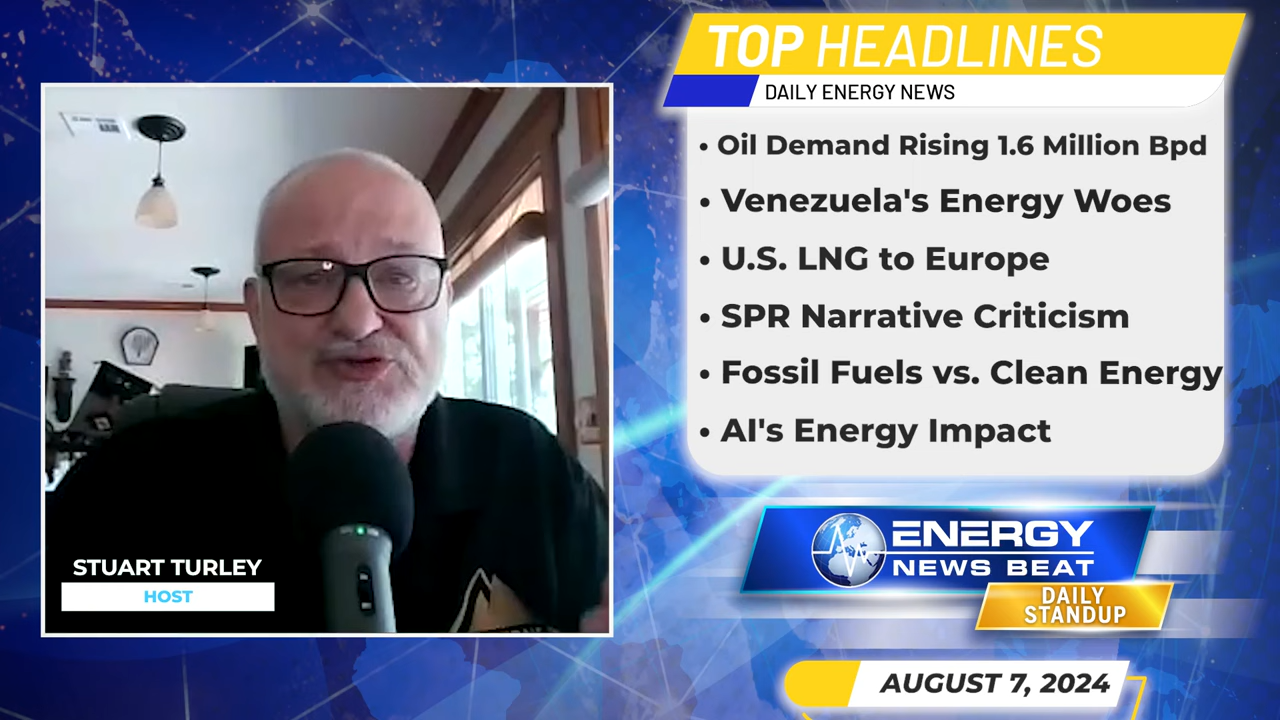 TOP HEADLINES
DAILY ENERGY NEWS
• Oil Demand Rising 1.6 Million Bpd
• Venezuela's Energy Woes
• U.S. LNG to Europe
• SPR Narrative Criticism
• Fossil Fuels vs. Clean Energy
• AI's Energy Impact
STUART TURLEY
HOST
ENERGY
NEWS BEAT
DAILY
STANDUP
AUGUST 7, 2024